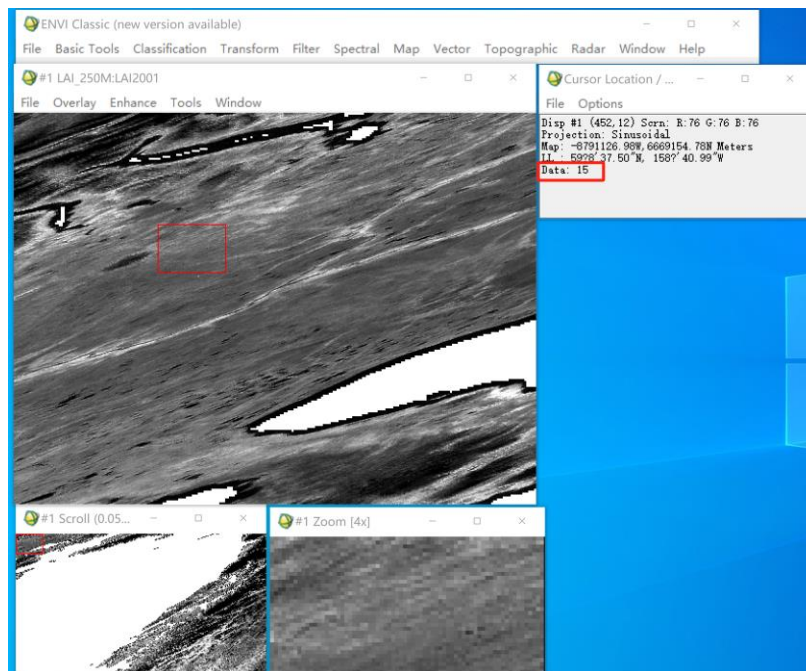 ENVI Classic (new version available)
File Basic Tools Classification Transform Filter Spectral Map Vector Topographic Radar Window Help
#1 LAI_250M:LAI2001
File Overlay Enhance Tools Window
Cursor Location / ...
File Options
Disp #1 (452,12) Scrn: R:76 G:76 B:76
Projection: Sinusoidal
Map: -8791126.98W,6669154.78N Meters
LL : 59?8'37.50"N, 158?'40.99"W
Data: 15
#1 Scroll (0.05...
#1 Zoom [4x]